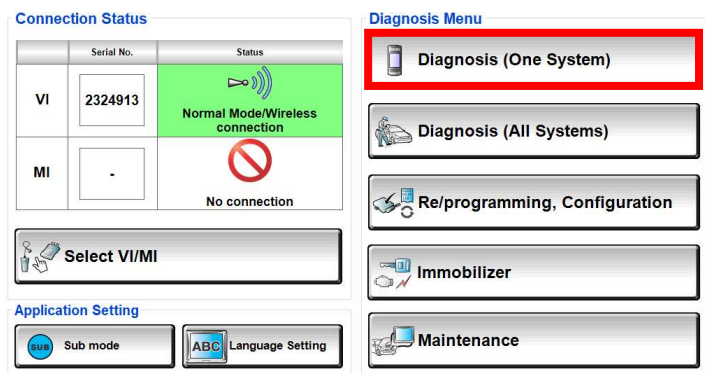 Connection Status
Serial No.
Status
VI
2324913
Normal Mode/Wireless
connection
MI
-
No connection
Select VI/MI
Application Setting
SUB
Sub mode
ABC
Language Setting
Diagnosis Menu
Diagnosis (One System)
Diagnosis (All Systems)
Re/programming, Configuration
Immobilizer
Maintenance